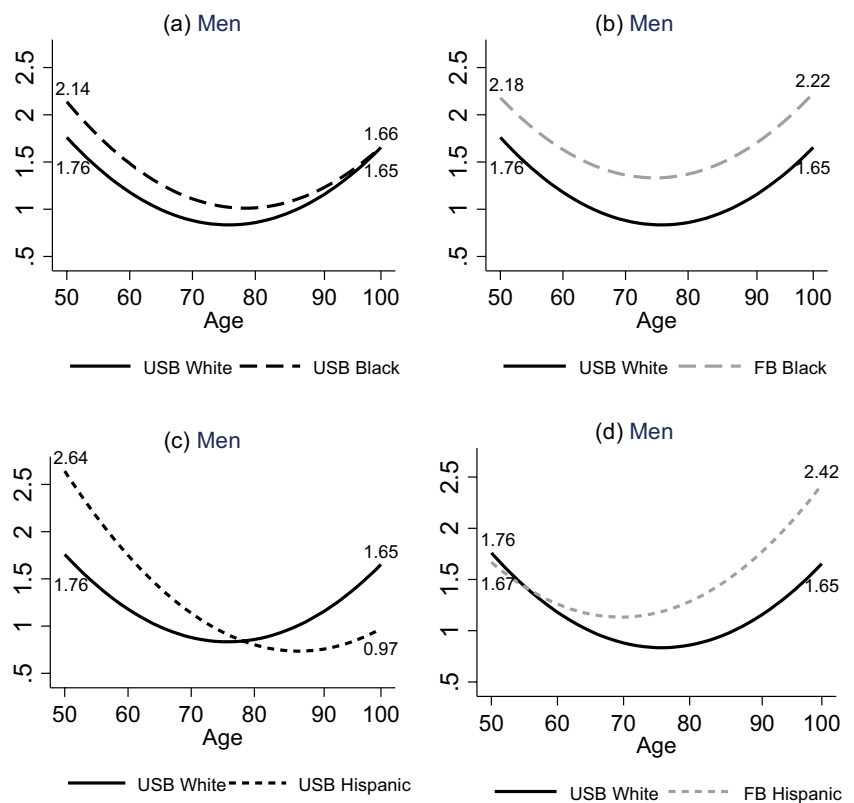 (a) Men
2.5
2
1.5
1
.5
2.14
1.76
1.66
1.65
50 60 70 80 90 100
Age
USB White USB Black
(b) Men
2.5
2
1.5
1
.5
2.18
1.76
2.22
1.65
50 60 70 80 90 100
Age
USB White FB Black
(c) Men
2.5
2
1.5
1
.5
2.64
1.76
1.65
0.97
50 60 70 80 90 100
Age
USB White USB Hispanic
(d) Men
2.5
2
1.5
1
.5
1.76
1.67
2.42
1.65
50 60 70 80 90 100
Age
USB White FB Hispanic